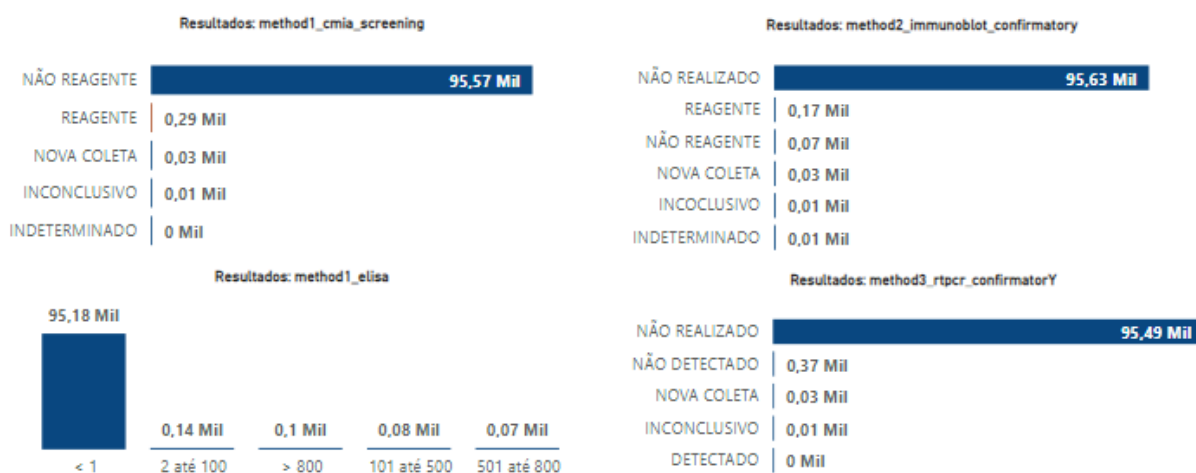 Resultados: method1_cmia_screening
NÃO REAGENTE 95,57 Mil
REAGENTE 0,29 Mil
NOVA COLETA 0,03 Mil
INCONCLUSIVO 0,01 Mil
INDETERMINADO 0 Mil
Resultados: method2_immunoblot_confirmatory
NÃO REALIZADO 95,63 Mil
REAGENTE 0,17 Mil
NÃO REAGENTE 0,07 Mil
NOVA COLETA 0,03 Mil
INCOCLUSIVO 0,01 Mil
INDETERMINADO 0,01 Mil
Resultados: method1_elisa
95,18 Mil
0,14 Mil 0,1 Mil 0,08 Mil 0,07 Mil
< 1 2 até 100 > 800 101 até 500 501 até 800
Resultados: method3_rtpcr_confirmatorY
NÃO REALIZADO 95,49 Mil
NÃO DETECTADO 0,37 Mil
NOVA COLETA 0,03 Mil
INCONCLUSIVO 0,01 Mil
DETECTADO 0 Mil